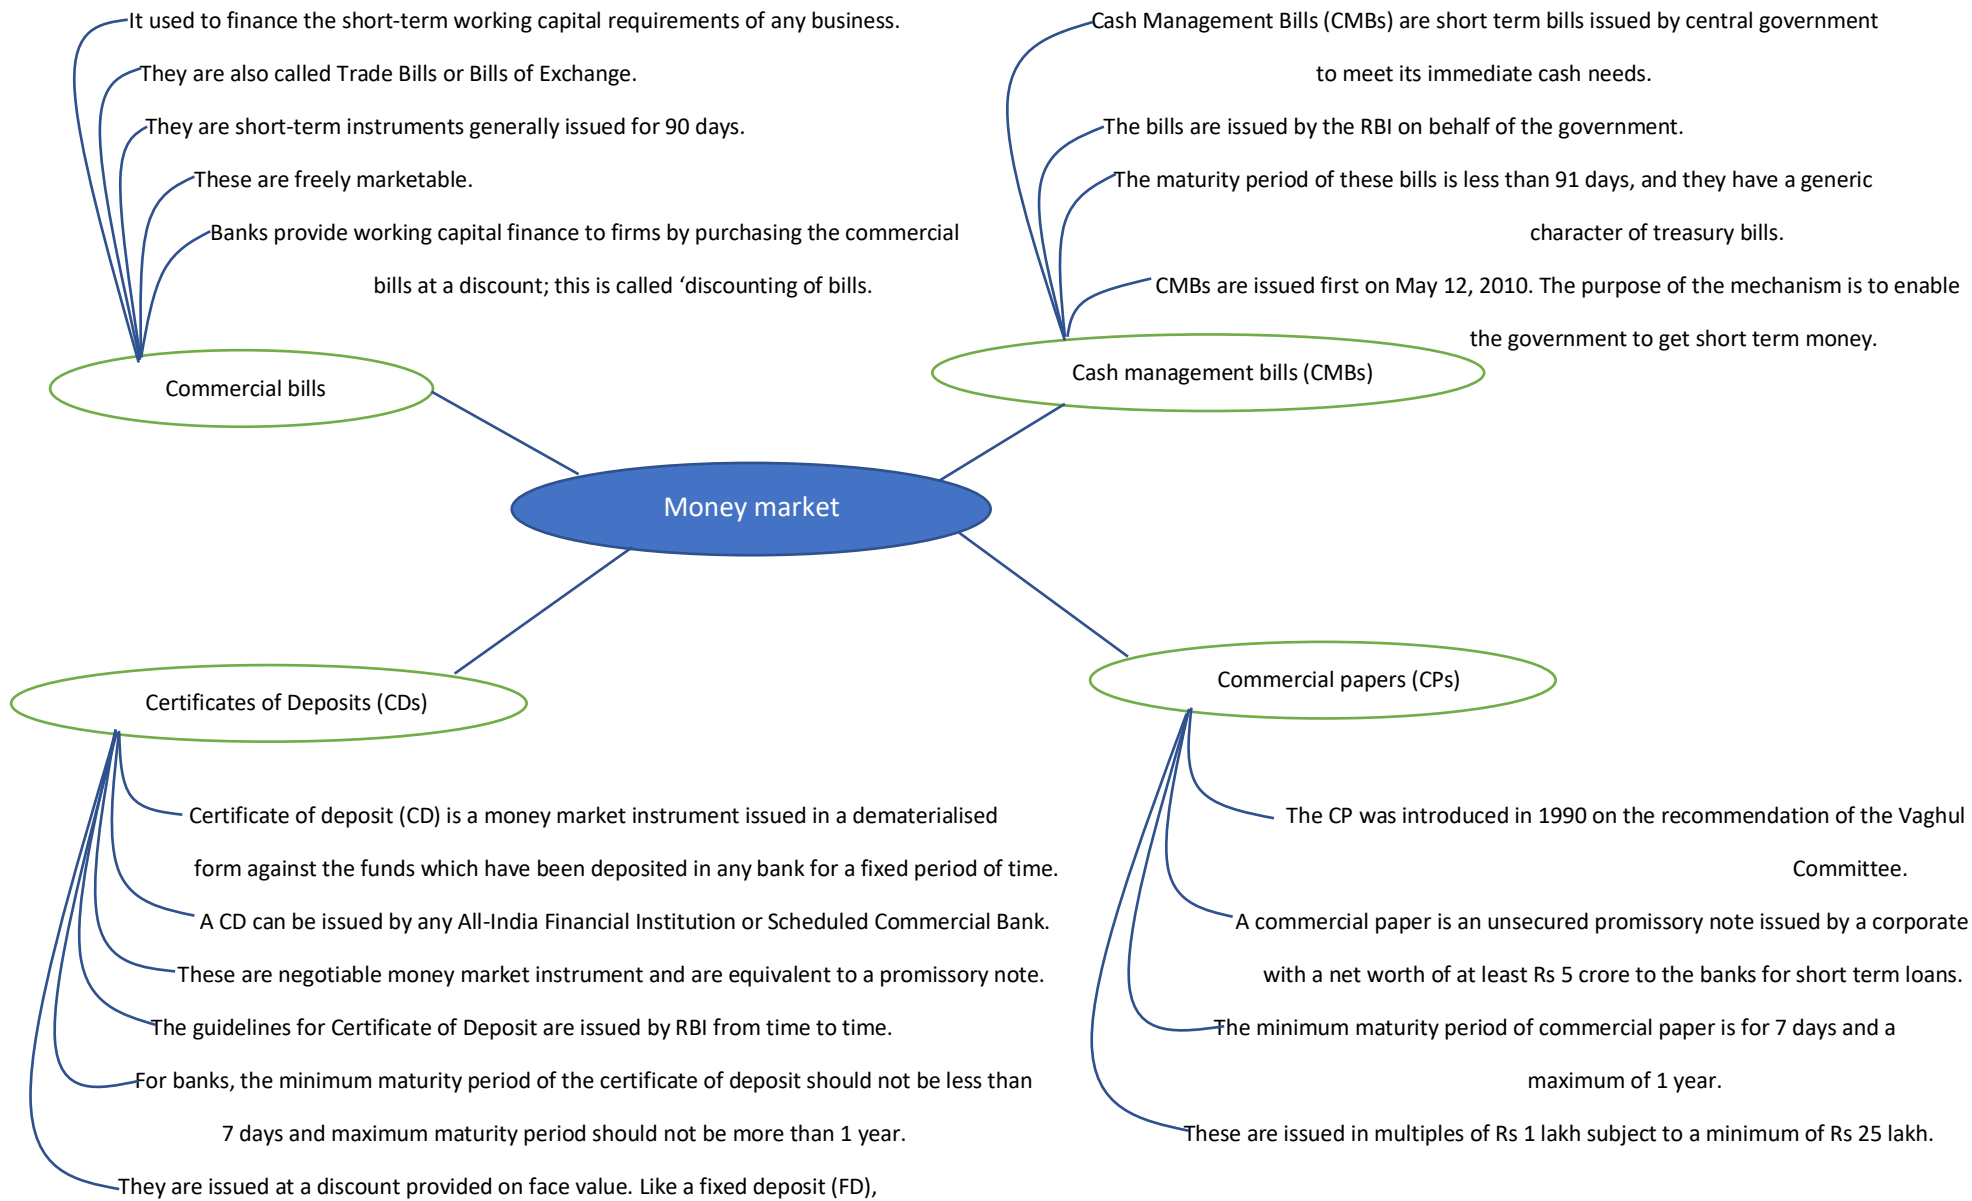 It used to finance the short-term working capital requirements of any business.
They are also called Trade Bills or Bills of Exchange.
They are short-term instruments generally issued for 90 days.
These are freely marketable.
Banks provide working capital finance to firms by purchasing the commercial
bills at a discount; this is called ‘discounting of bills.
Commercial bills
Cash Management Bills (CMBs) are short term bills issued by central government
to meet its immediate cash needs.
The bills are issued by the RBI on behalf of the government.
The maturity period of these bills is less than 91 days, and they have a generic
character of treasury bills.
CMBs are issued first on May 12, 2010. The purpose of the mechanism is to enable
the government to get short term money.
Cash management bills (CMBs)
Money market
Certificates of Deposits (CDs)
Certificate of deposit (CD) is a money market instrument issued in a dematerialised
form against the funds which have been deposited in any bank for a fixed period of time.
A CD can be issued by any All-India Financial Institution or Scheduled Commercial Bank.
These are negotiable money market instrument and are equivalent to a promissory note.
The guidelines for Certificate of Deposit are issued by RBI from time to time.
For banks, the minimum maturity period of the certificate of deposit should not be less than
7 days and maximum maturity period should not be more than 1 year.
They are issued at a discount provided on face value. Like a fixed deposit (FD),
Commercial papers (CPs)
The CP was introduced in 1990 on the recommendation of the Vaghul
Committee.
A commercial paper is an unsecured promissory note issued by a corporate
with a net worth of at least Rs 5 crore to the banks for short term loans.
The minimum maturity period of commercial paper is for 7 days and a
maximum of 1 year.
These are issued in multiples of Rs 1 lakh subject to a minimum of Rs 25 lakh.